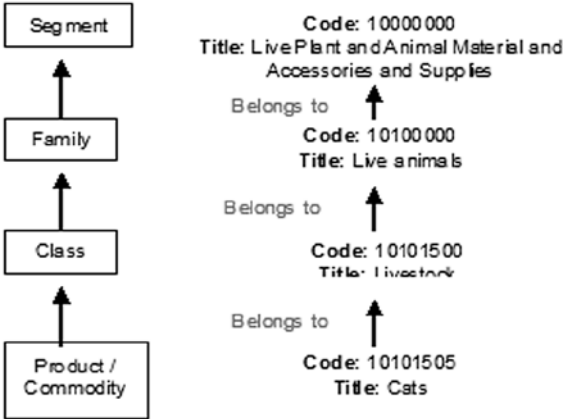 Segment
Code: 10000000
Title: Live Plant and Animal Material and
Accessories and Supplies
Belongs to
Family
Code: 10100000
Title: Live animals
Belongs to
Class
Code: 10101500
Title: Livestock
Belongs to
Product /
Commodity
Code: 10101505
Title: Cats